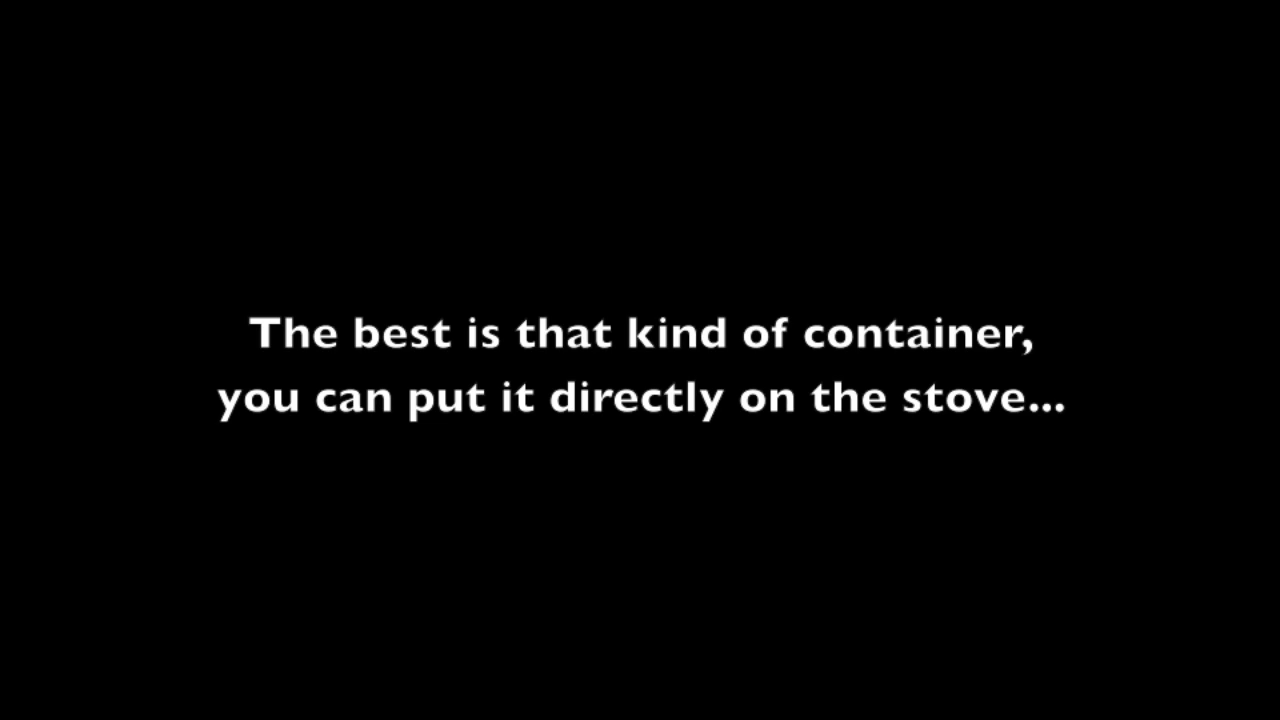 The best is that kind of container,
you can put it directly on the stove...